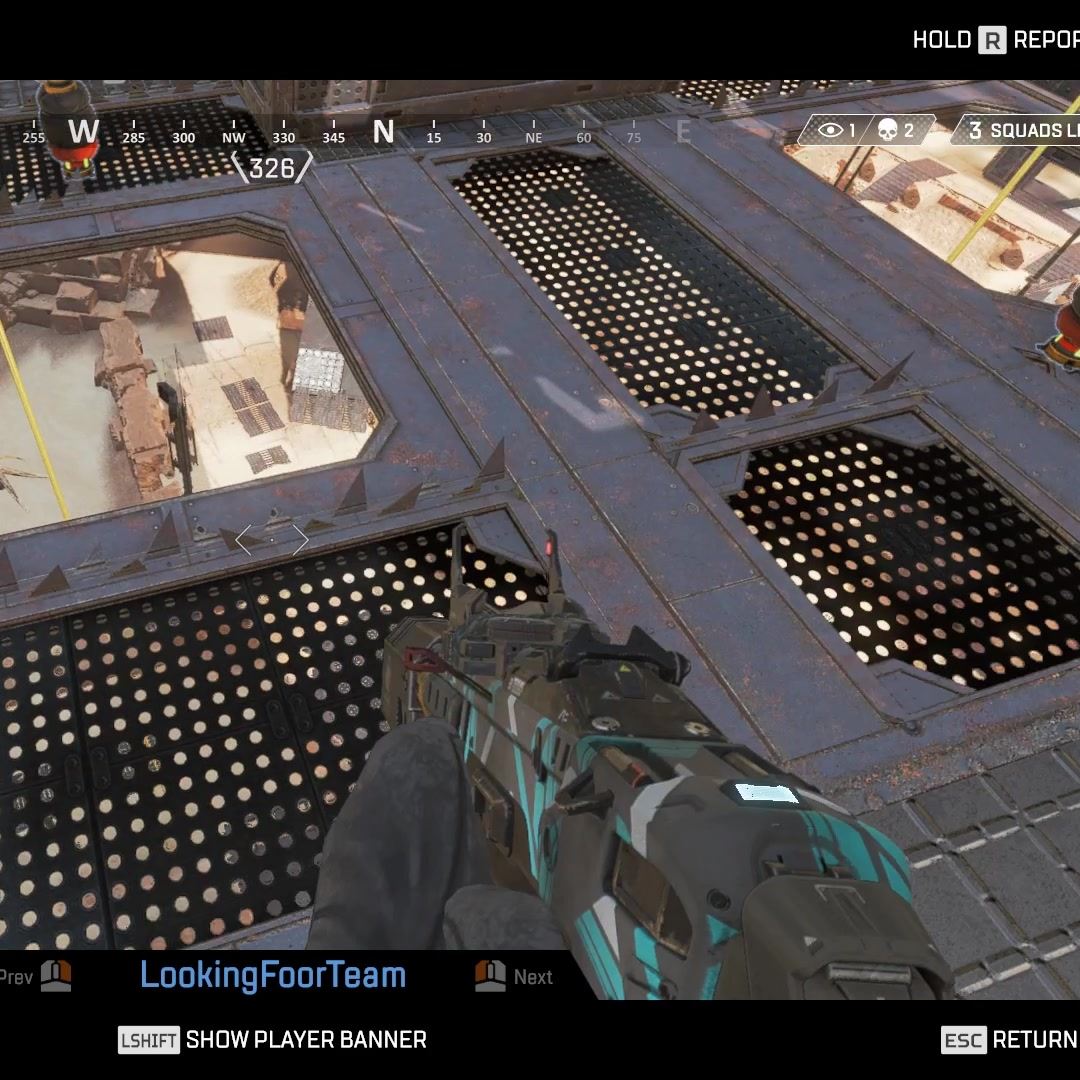 HOLD R REPOR
255 W 285 300 NW 330 345 N 15 30 NE 60 75 E
1 2
3 SQUADS LE
326
Prev LookingFoorTeam Next
LSHIFT SHOW PLAYER BANNER
ESC RETURN